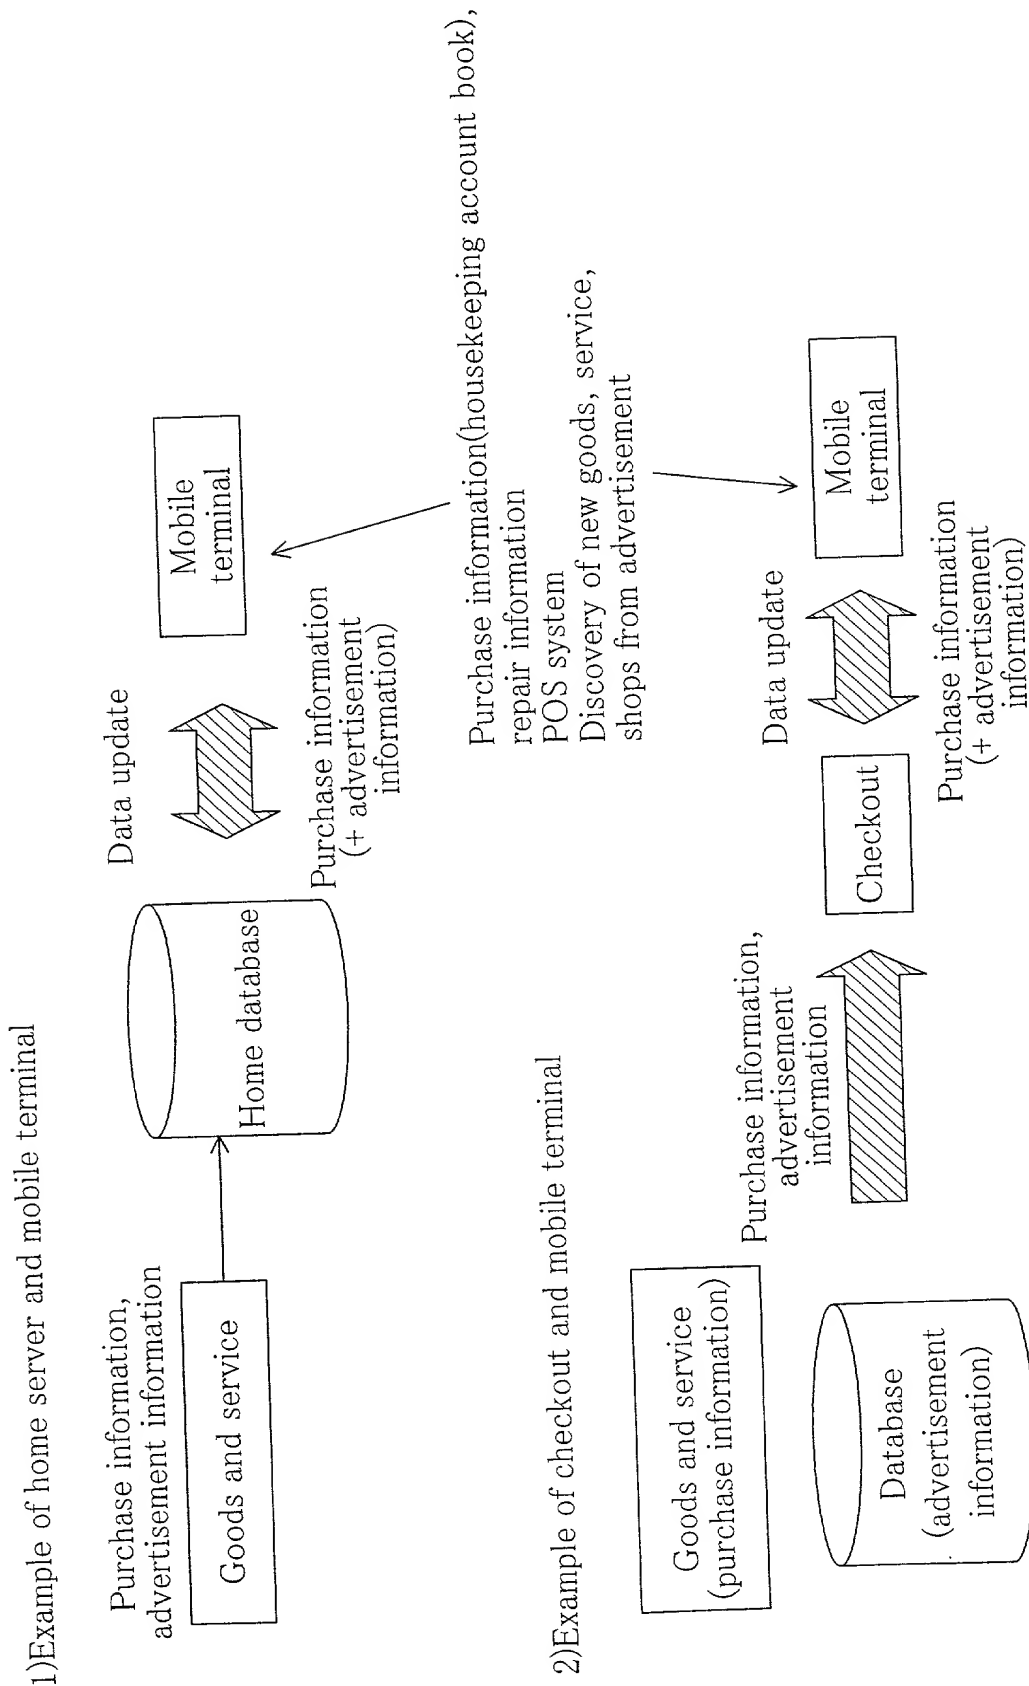 1)Example of home server and mobile terminal
Purchase information,
advertisement information
Goods and service
Home database
Data update
Purchase information
(+ advertisement
information)
Mobile
terminal
Purchase information(housekeeping account book),
repair information
POS system
Discovery of new goods, service,
shops from advertisement
2)Example of checkout and mobile terminal
Goods and service
(purchase information)
Database
(advertisement
information)
Purchase information,
advertisement
information
Checkout
Data update
Purchase information
(+ advertisement
information)
Mobile
terminal